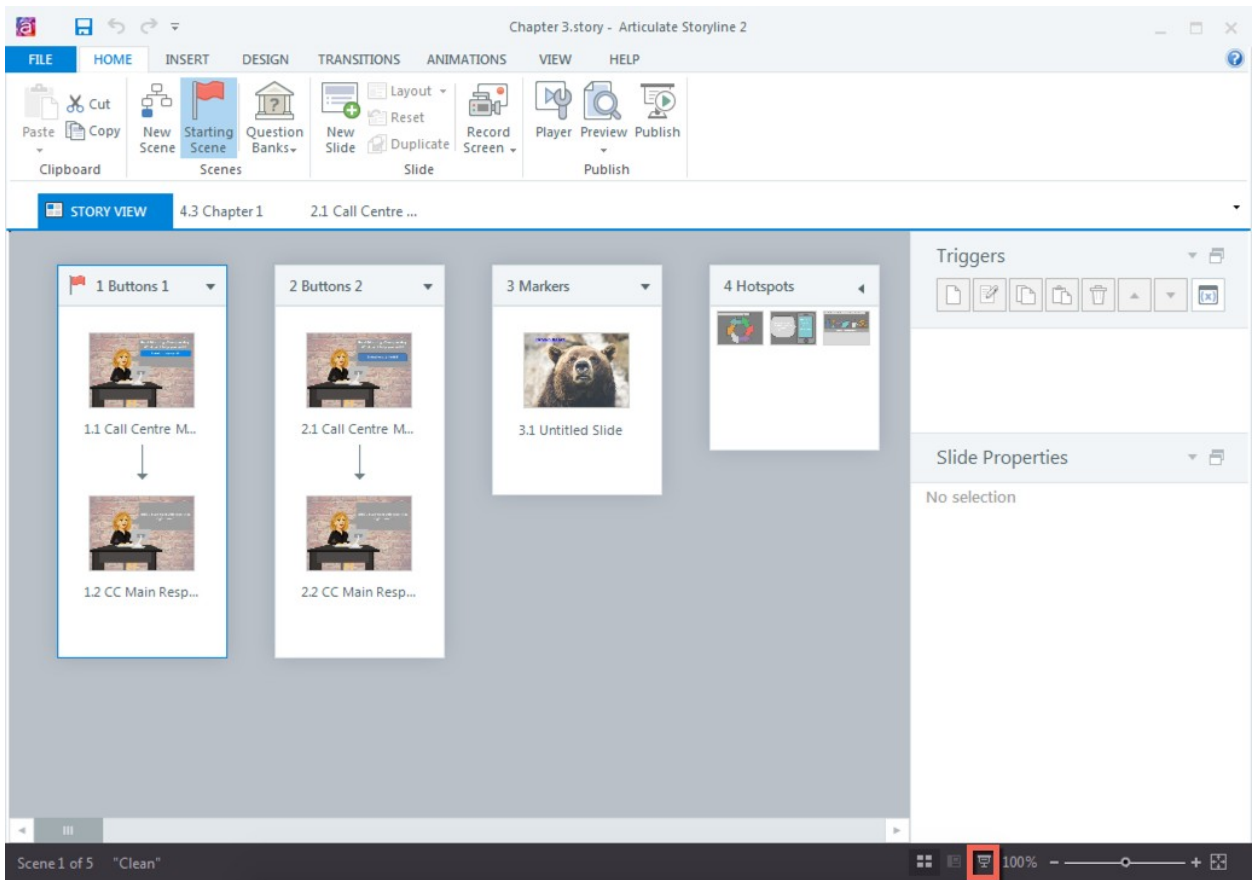 Chapter 3.story - Articulate Storyline 2
FILE HOME INSERT DESIGN TRANSITIONS ANIMATIONS VIEW HELP
Paste
Cut
Copy
Clipboard
New Scene
Starting Scene
Question Banks
Scenes
New Slide
Layout
Reset
Duplicate
Record Screen
Slide
Player
Preview
Publish
Publish
STORY VIEW 4.3 Chapter 1 2.1 Call Centre ...
1 Buttons 1
1.1 Call Centre M...
1.2 CC Main Resp...
2 Buttons 2
2.1 Call Centre M...
2.2 CC Main Resp...
3 Markers
3.1 Untitled Slide
4 Hotspots
Triggers
(x)
Slide Properties
No selection
Scene 1 of 5 "Clean" 100%